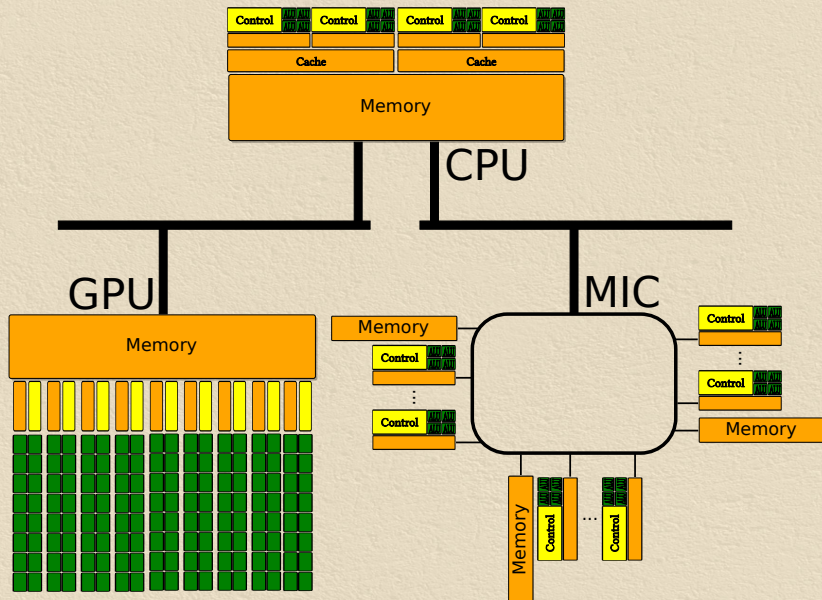 Control Control Control Control
Cache Cache
Memory
CPU
GPU
MIC
Memory
Memory
Control
Control
...
...
Control
Control
Memory
Memory
Control
...
Control